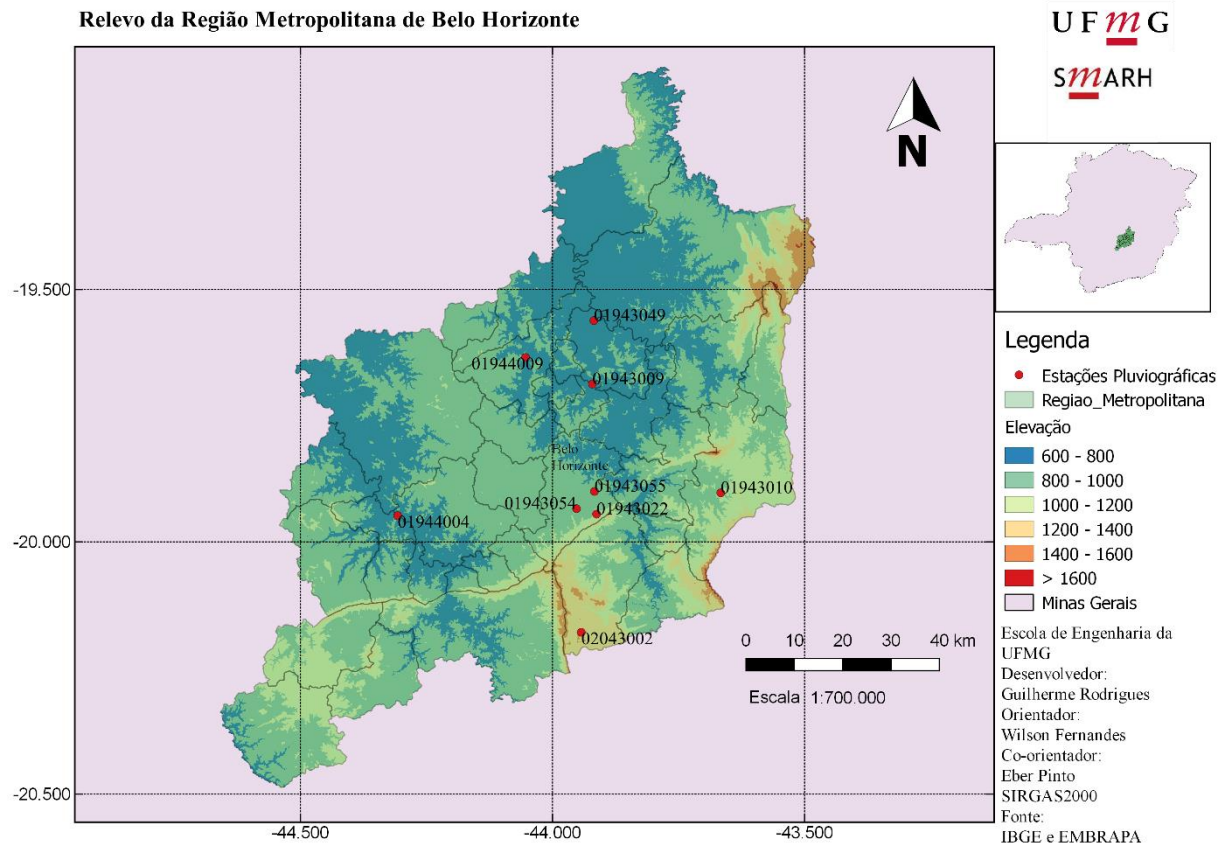 Relevo da Região Metropolitana de Belo Horizonte
UFmG
SmARH
N
-19.500
-20.000
-20.500
-44.500
-44.000
-43.500
01943049
01944009
01943009
Belo
Horizonte
01943055
01943010
01943054
01943022
01944004
02043002
0 10 20 30 40 km
Escala 1:700.000
Legenda
Estações Pluviográficas
Regiao_Metropolitana
Elevação
600 - 800
800 - 1000
1000 - 1200
1200 - 1400
1400 - 1600
> 1600
Minas Gerais
Escola de Engenharia da
UFMG
Desenvolvedor:
Guilherme Rodrigues
Orientador:
Wilson Fernandes
Co-orientador:
Eber Pinto
SIRGAS2000
Fonte:
IBGE e EMBRAPA